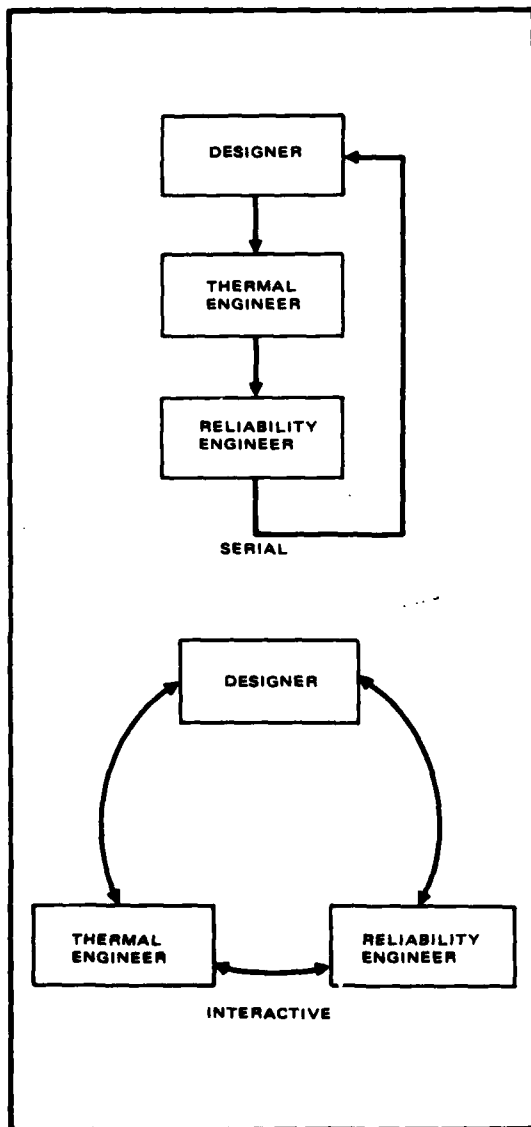 DESIGNER
THERMAL
ENGINEER
RELIABILITY
ENGINEER
SERIAL
DESIGNER
THERMAL
ENGINEER
RELIABILITY
ENGINEER
INTERACTIVE